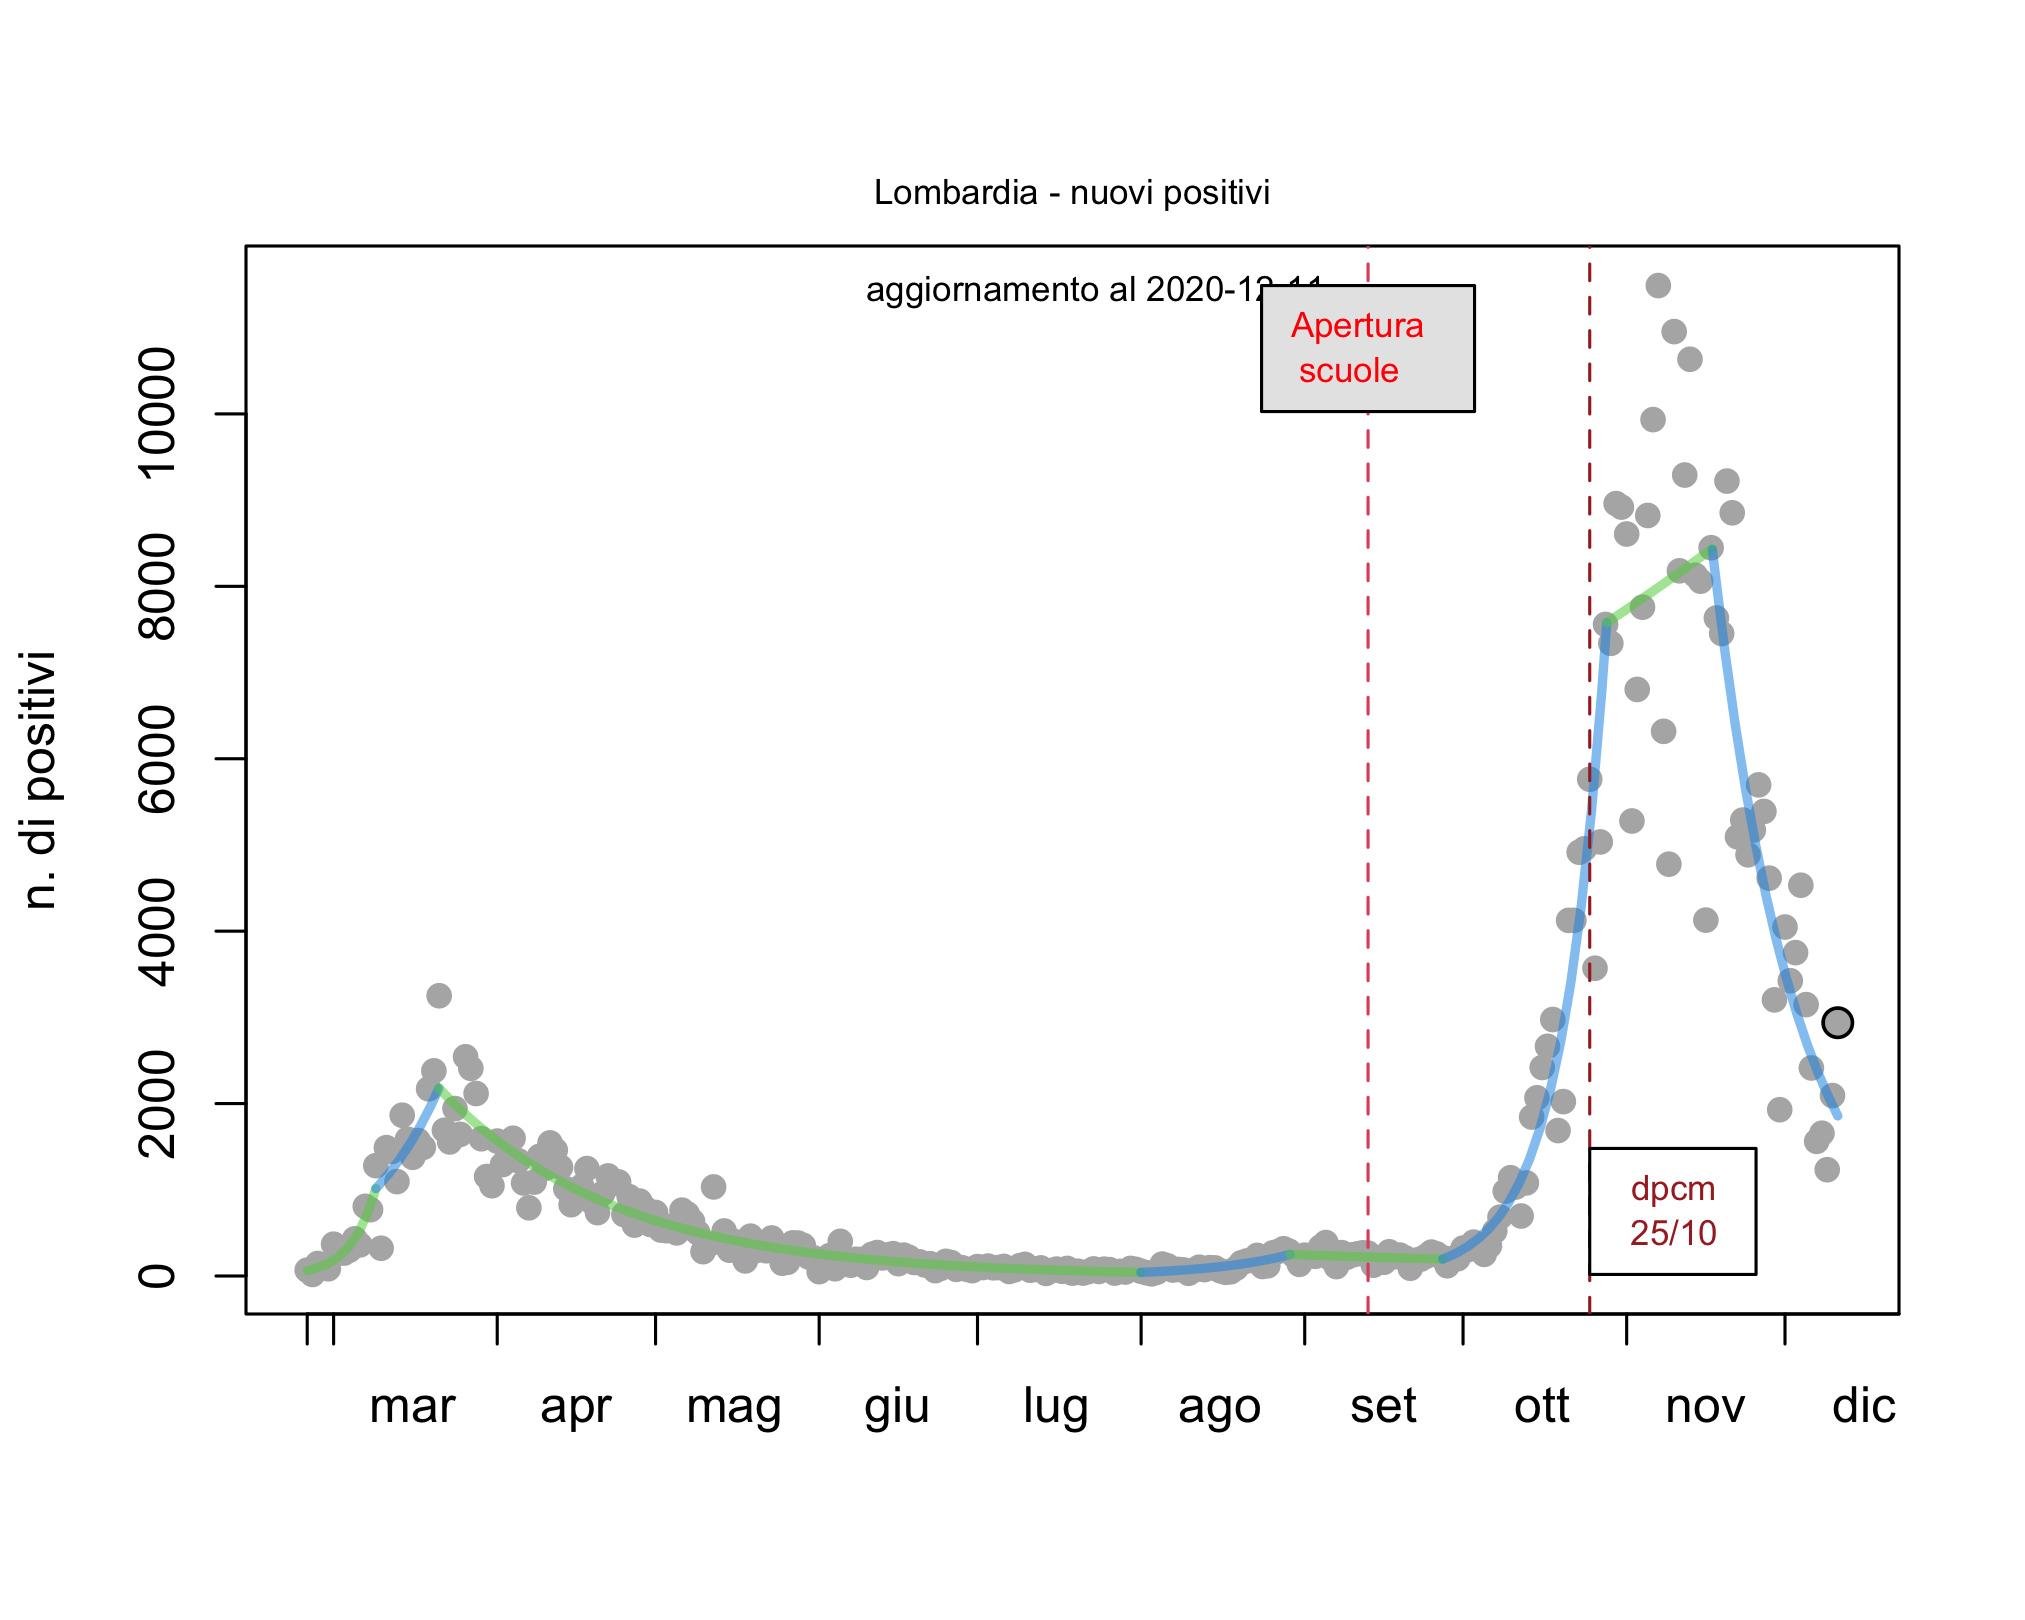 Lombardia - nuovi positivi
aggiornamento al 2020-12-11
Apertura
scuole
n. di positivi
10000
8000
6000
4000
2000
0
dpcm
25/10
mar apr mag giu lug ago set ott nov dic